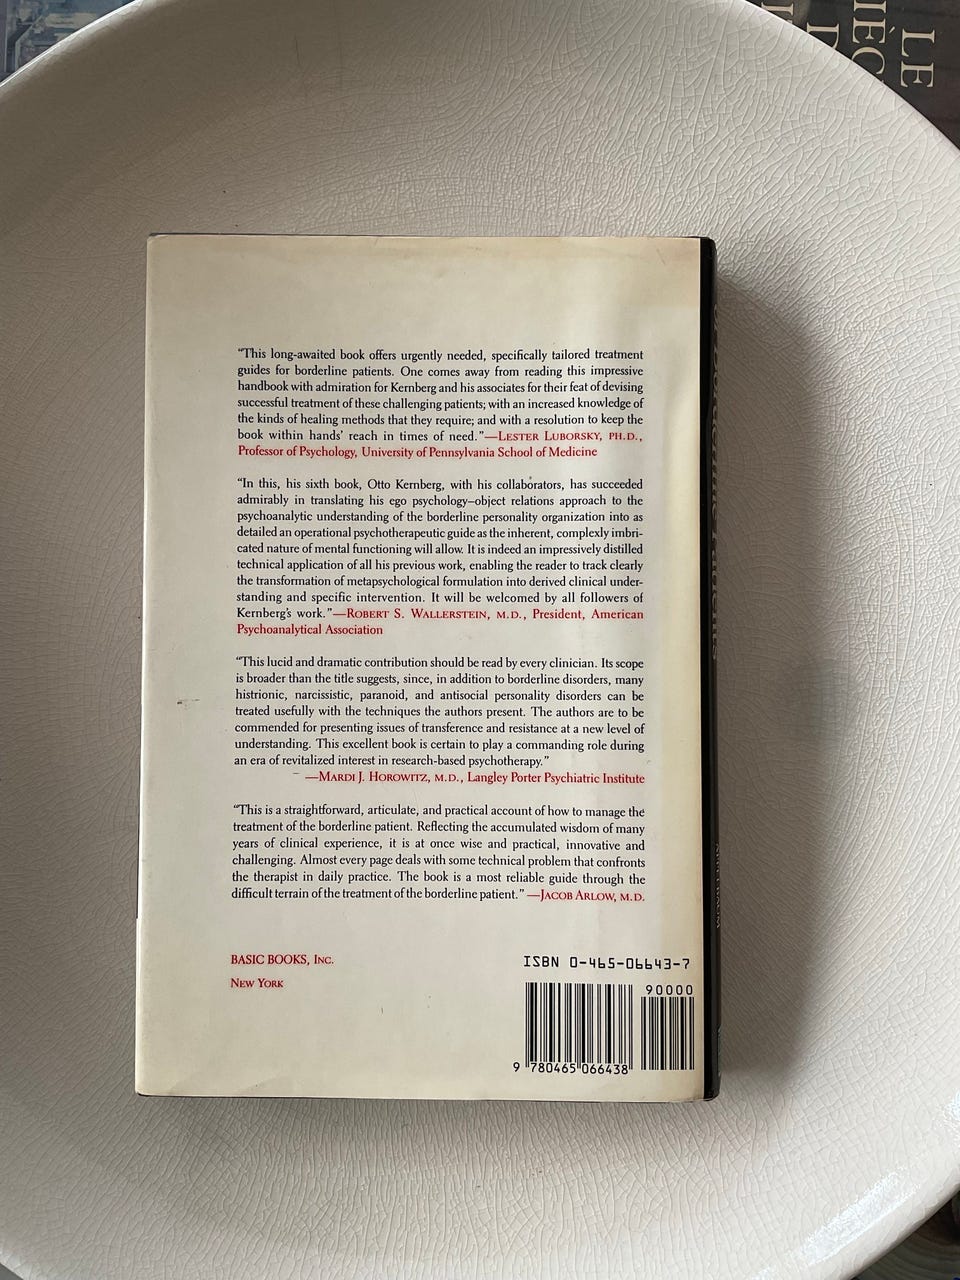 LE
"This long-awaited book offers urgently needed, specifically tailored treatment
guides for borderline patients. One comes away from reading this impressive
handbook with admiration for Kernberg and his associates for their feat of devising
successful treatment of these challenging patients; with an increased knowledge of
the kinds of healing methods that they require; and with a resolution to keep the
book within hands' reach in times of need."—LESTER LUBORSKY, PH.D.,
Professor of Psychology, University of Pennsylvania School of Medicine
"In this, his sixth book, Otto Kernberg, with his collaborators, has succeeded
admirably in translating his ego psychology–object relations approach to the
psychoanalytic understanding of the borderline personality organization into as
detailed an operational psychotherapeutic guide as the inherent, complexly imbri-
cated nature of mental functioning will allow. It is indeed an impressively distilled
technical application of all his previous work, enabling the reader to track clearly
the transformation of metapsychological formulation into derived clinical under-
standing and specific intervention. It will be welcomed by all followers of
Kernberg's work."—ROBERT S. WALLERSTEIN, M.D., President, American
Psychoanalytical Association
"This lucid and dramatic contribution should be read by every clinician. Its scope
is broader than the title suggests, since, in addition to borderline disorders, many
histrionic, narcissistic, paranoid, and antisocial personality disorders can be
treated usefully with the techniques the authors present. The authors are to be
commended for presenting issues of transference and resistance at a new level of
understanding. This excellent book is certain to play a commanding role during
an era of revitalized interest in research-based psychotherapy."
—MARDI J. HOROWITZ, M.D., Langley Porter Psychiatric Institute
"This is a straightforward, articulate, and practical account of how to manage the
treatment of the borderline patient. Reflecting the accumulated wisdom of many
years of clinical experience, it is at once wise and practical, innovative and
challenging. Almost every page deals with some technical problem that confronts
the therapist in daily practice. The book is a most reliable guide through the
difficult terrain of the treatment of the borderline patient." —JACOB ARLOW, M.D.
BASIC BOOKS, INC.
NEW YORK
ISBN 0-465-06643-7
90000
9 780465 066438
of Borderline Patients